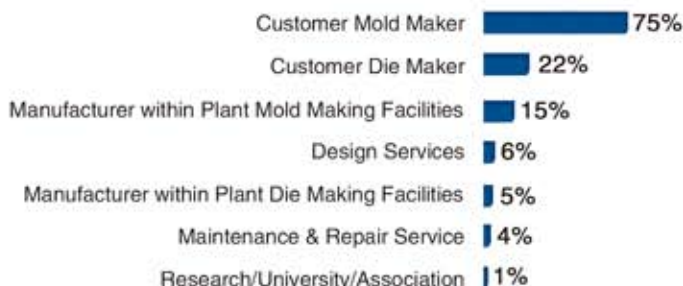 Customer Mold Maker 75%
Customer Die Maker 22%
Manufacturer within Plant Mold Making Facilities 15%
Design Services 6%
Manufacturer within Plant Die Making Facilities 5%
Maintenance & Repair Service 4%
Research/University/Association 1%